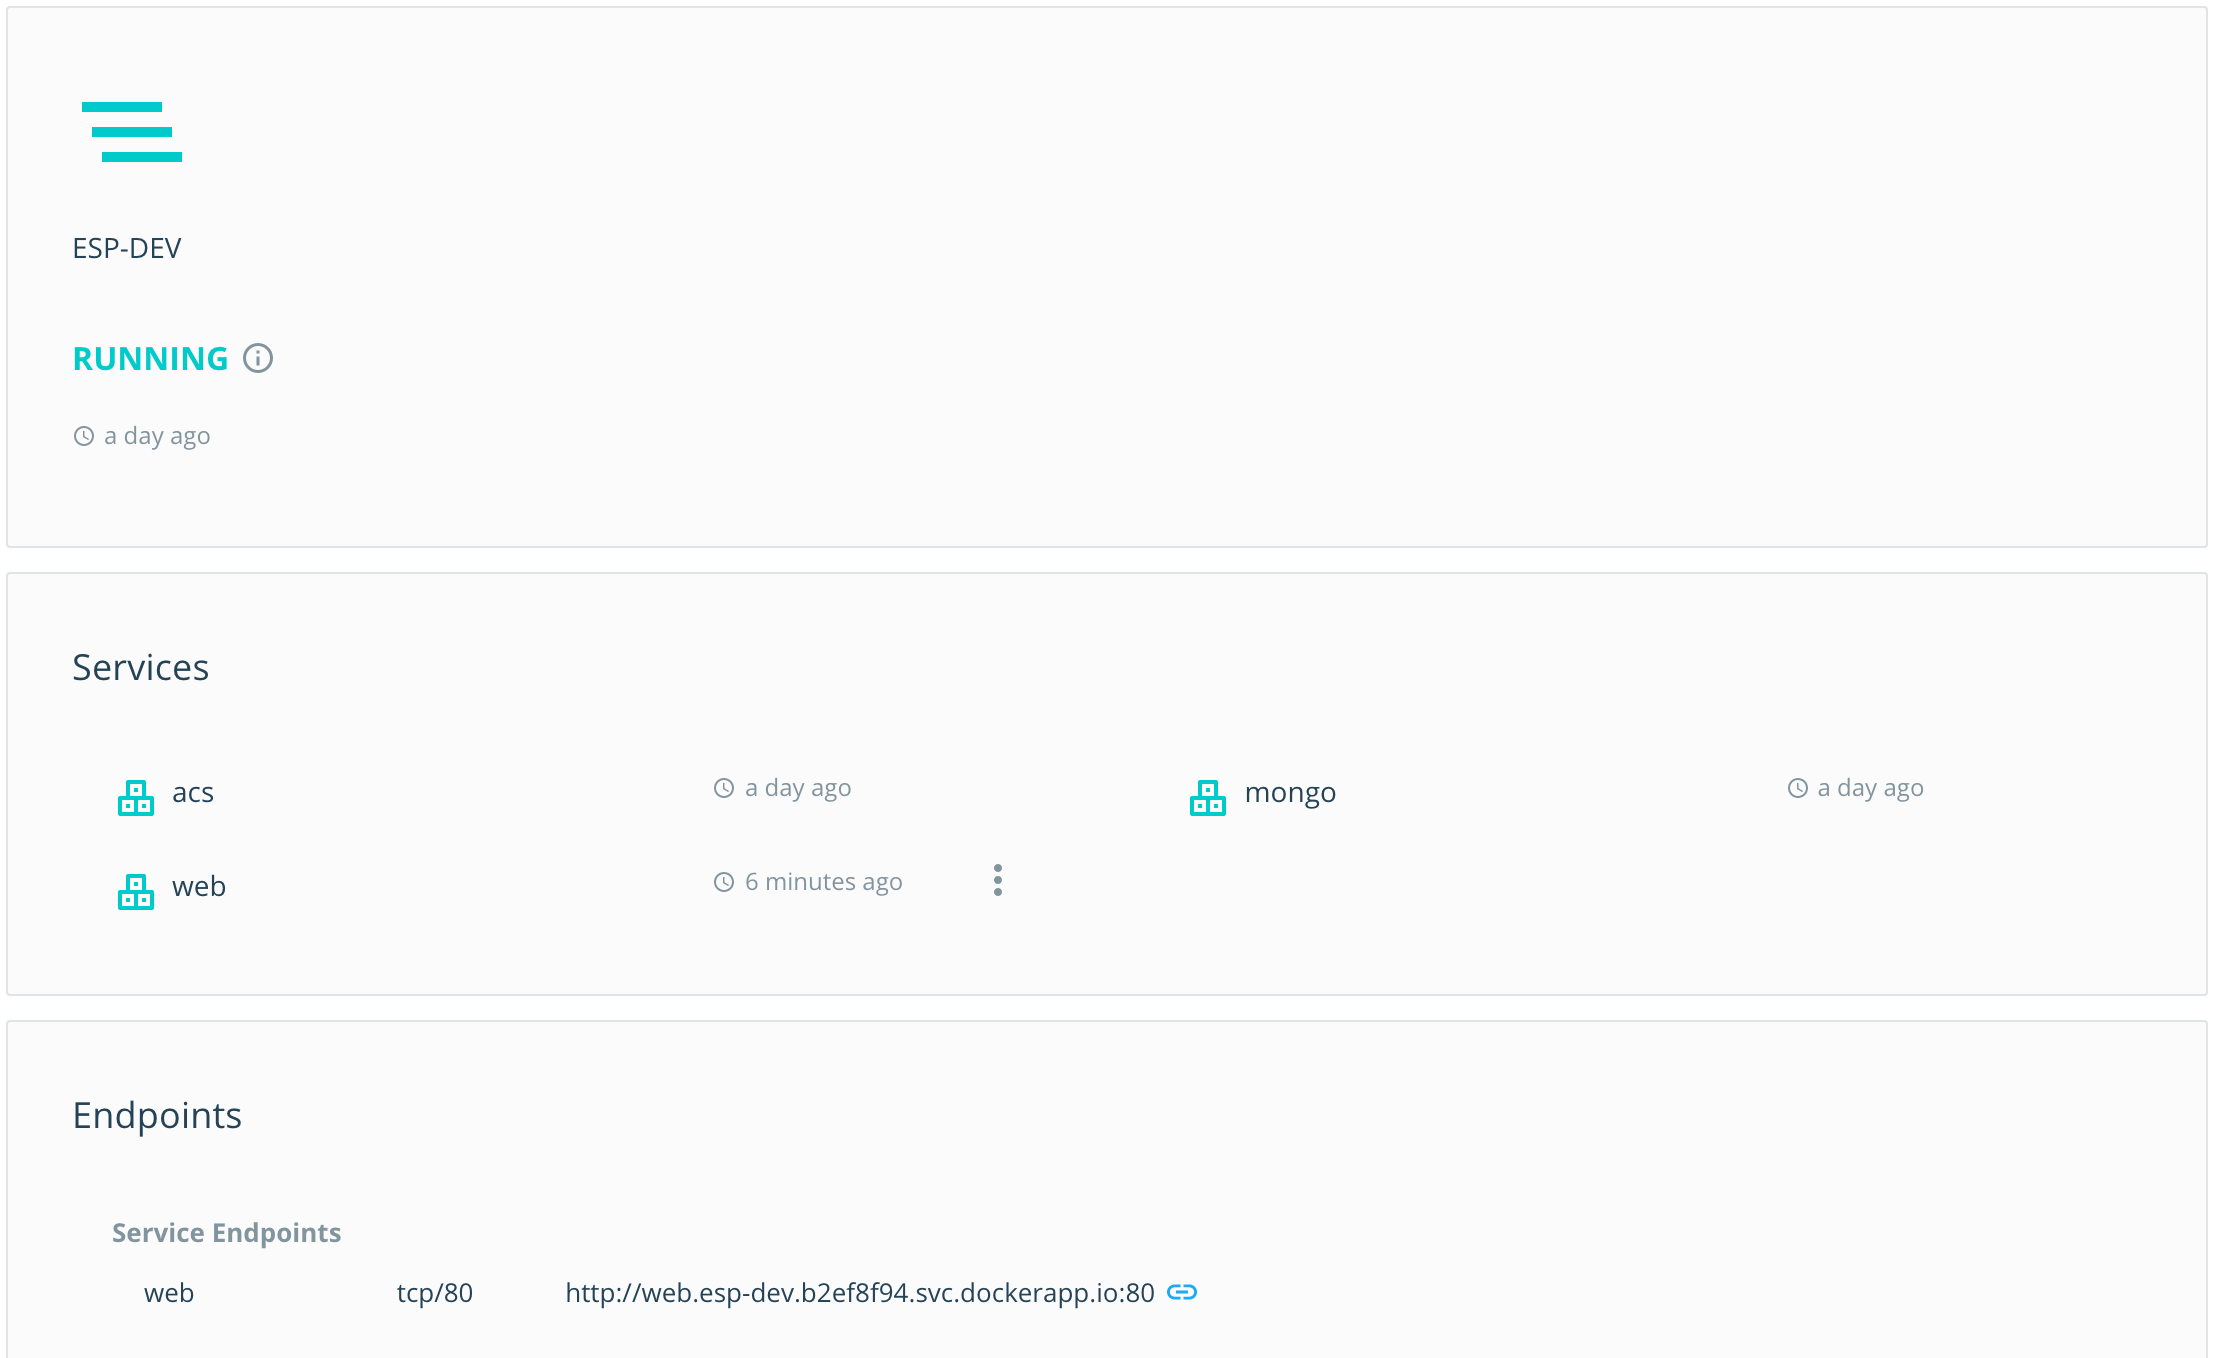 ESP-DEV
RUNNING
a day ago
Services
acs a day ago mongo a day ago
web 6 minutes ago
Endpoints
Service Endpoints
web tcp/80 http://web.esp-dev.b2ef8f94.svc.dockerapp.io:80